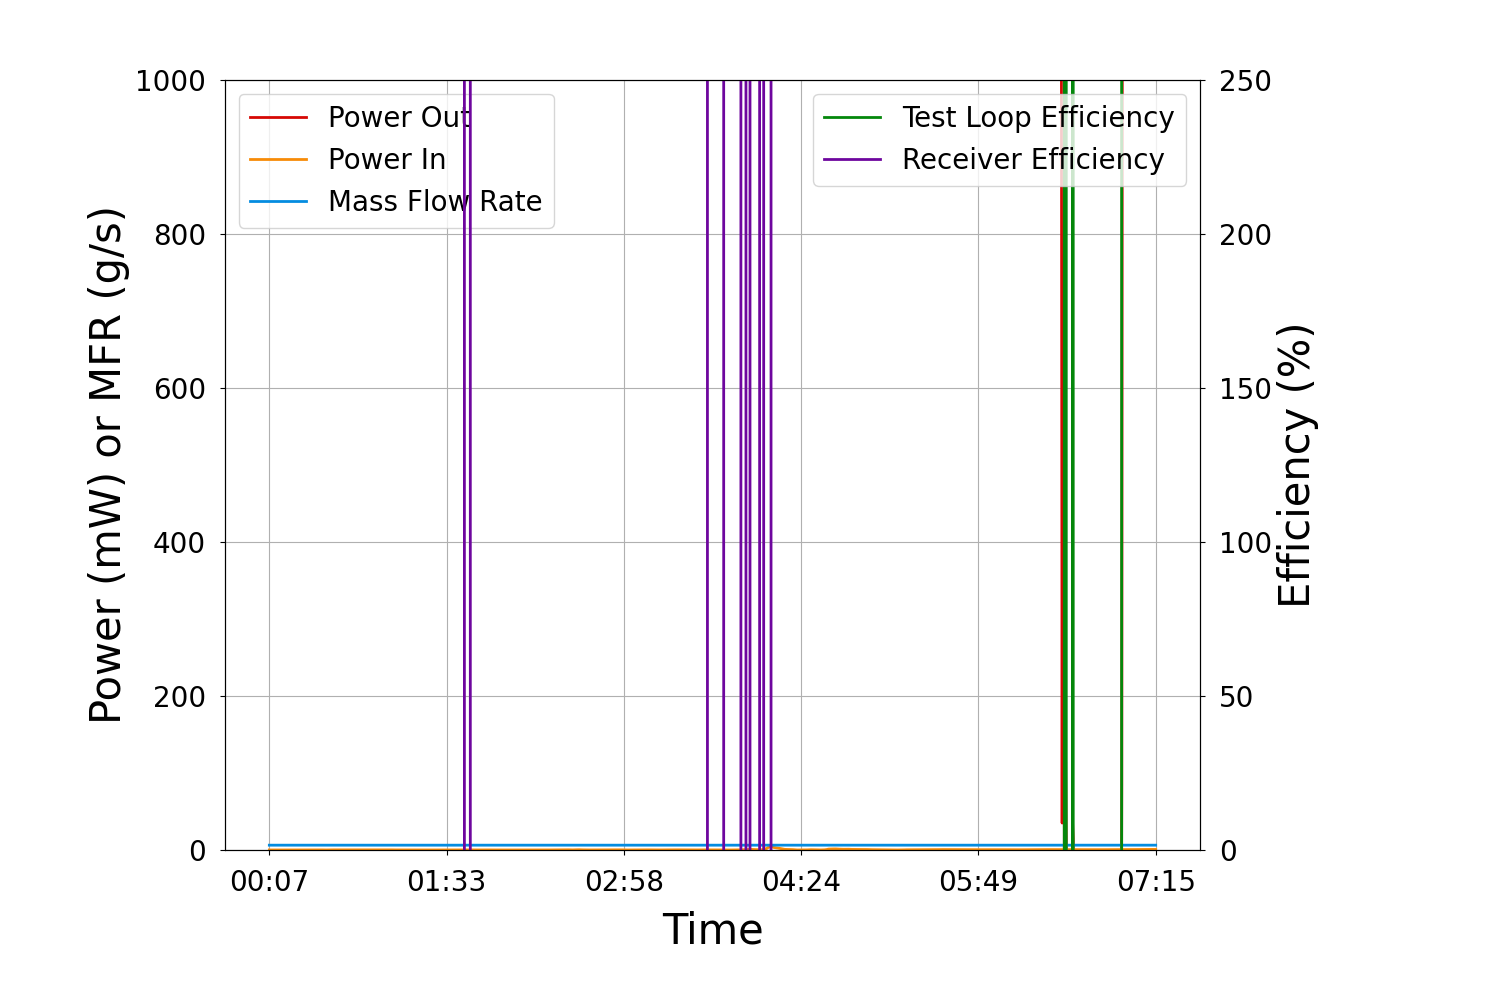 Power Out
Power In
Mass Flow Rate
Test Loop Efficiency
Receiver Efficiency
Power (mW) or MFR (g/s)
1000
800
600
400
200
0
250
200
150
100
50
0
Efficiency (%)
00:07 01:33 02:58 04:24 05:49 07:15
Time